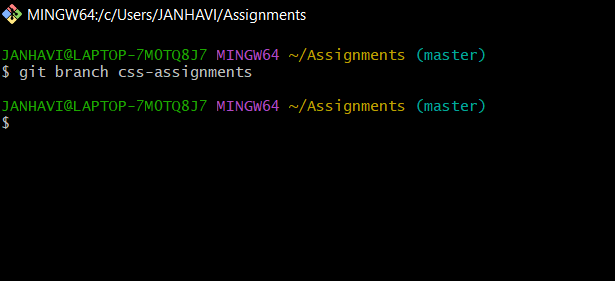 MINGW64:/c/Users/JANHAVI/Assignments
JANHAVI@LAPTOP-7M0TQ8J7 MINGW64 ~/Assignments (master)
$ git branch css-assignments
JANHAVI@LAPTOP-7M0TQ8J7 MINGW64 ~/Assignments (master)
$